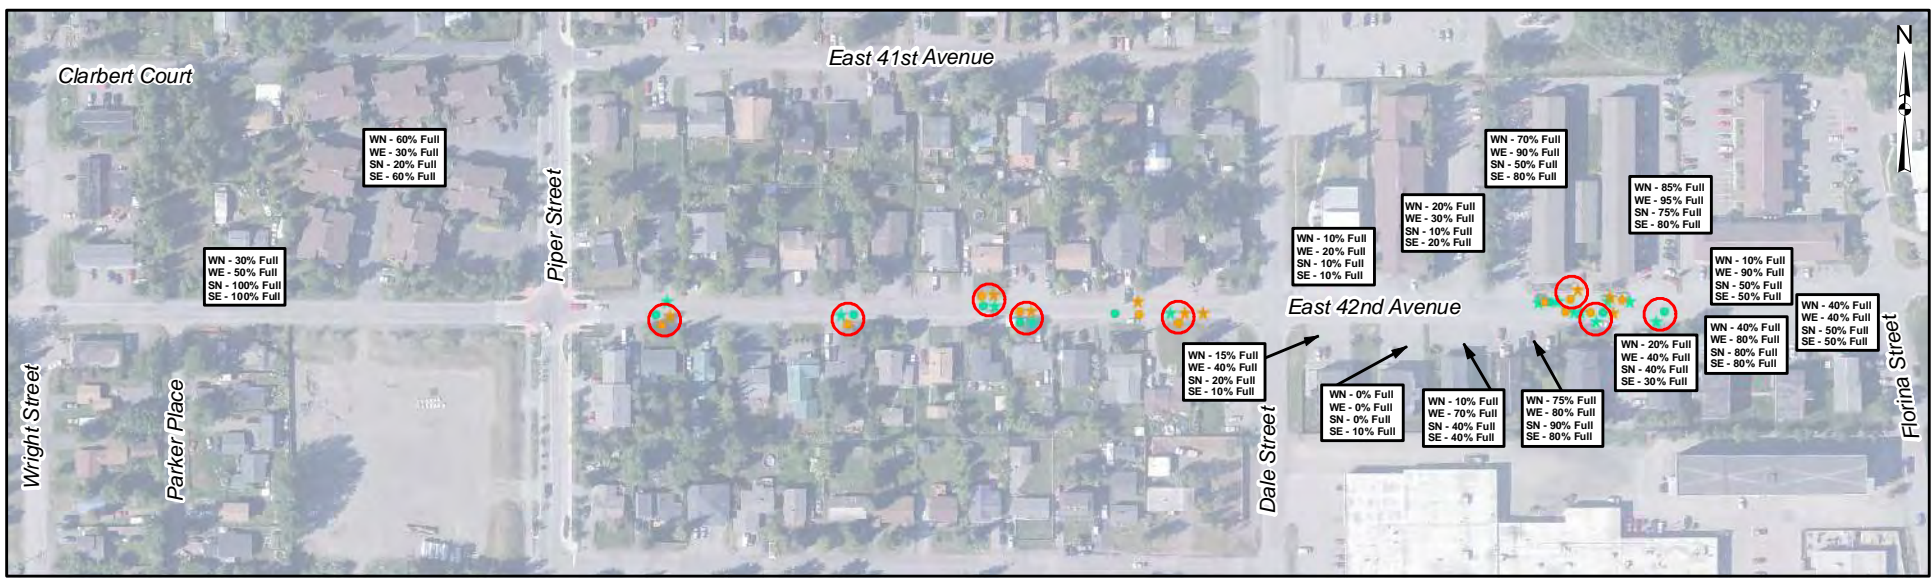 N
East 41st Avenue
Clarbert Court
WN - 60% Full
WE - 30% Full
SN - 20% Full
SE - 60% Full
WN - 70% Full
WE - 90% Full
SN - 50% Full
SE - 80% Full
WN - 85% Full
WE - 95% Full
SN - 75% Full
SE - 80% Full
Piper Street
WN - 20% Full
WE - 30% Full
SN - 10% Full
SE - 20% Full
WN - 10% Full
WE - 20% Full
SN - 10% Full
SE - 10% Full
WN - 30% Full
WE - 50% Full
SN - 100% Full
SE - 100% Full
WN - 10% Full
WE - 90% Full
SN - 50% Full
SE - 50% Full
East 42nd Avenue
WN - 40% Full
WE - 40% Full
SN - 50% Full
SE - 50% Full
WN - 40% Full
WE - 80% Full
SN - 80% Full
SE - 80% Full
WN - 20% Full
WE - 40% Full
SN - 40% Full
SE - 30% Full
WN - 15% Full
WE - 40% Full
SN - 20% Full
SE - 10% Full
WN - 0% Full
WE - 0% Full
SN - 0% Full
SE - 10% Full
WN - 10% Full
WE - 70% Full
SN - 40% Full
SE - 40% Full
WN - 75% Full
WE - 80% Full
SN - 90% Full
SE - 80% Full
Wright Street
Parker Place
Dale Street
Florina Street